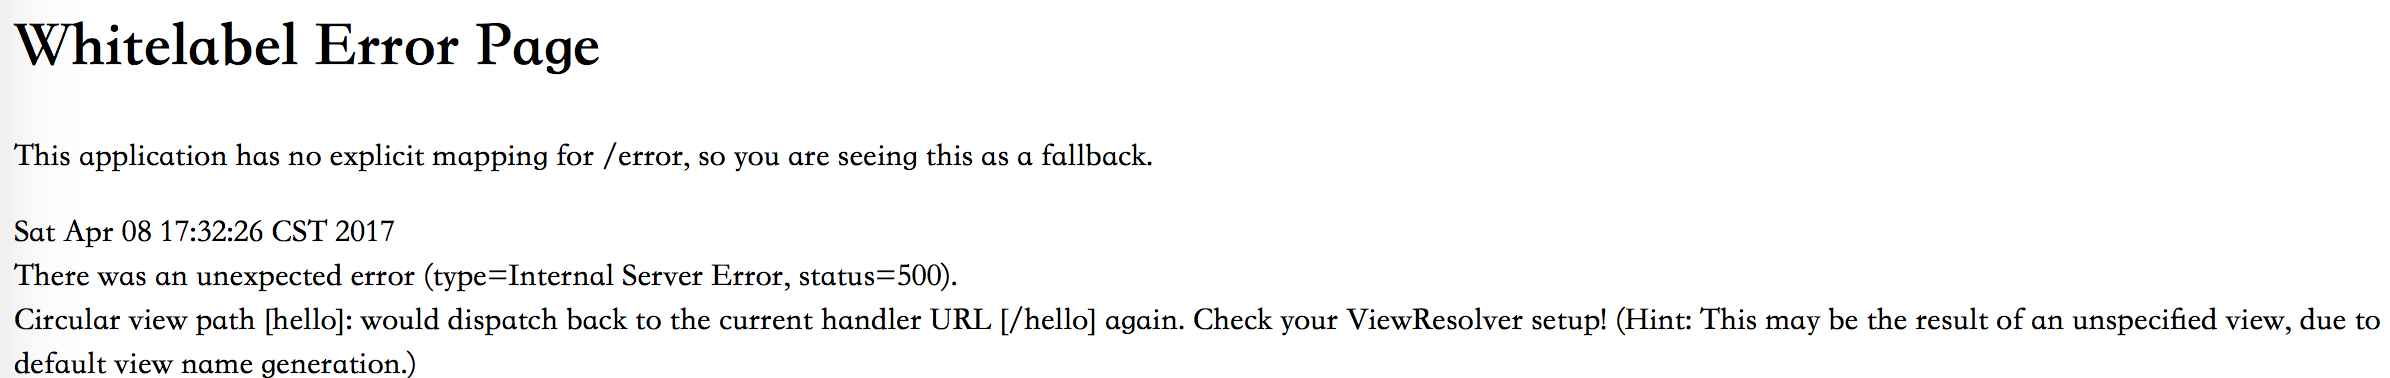 Whitelabel Error Page
This application has no explicit mapping for /error, so you are seeing this as a fallback.
Sat Apr 08 17:32:26 CST 2017
There was an unexpected error (type=Internal Server Error, status=500).
Circular view path [hello]: would dispatch back to the current handler URL [/hello] again. Check your ViewResolver setup! (Hint: This may be the result of an unspecified view, due to
default view name generation.)